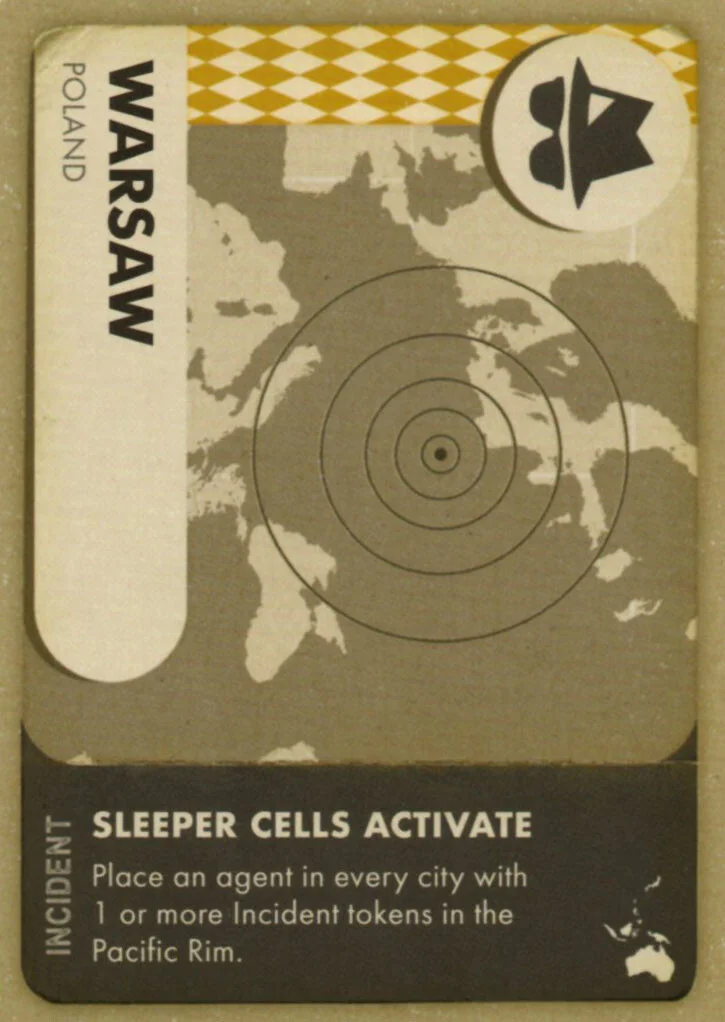 WARSAW
POLAND
INCIDENT
SLEEPER CELLS ACTIVATE
Place an agent in every city with
1 or more Incident tokens in the
Pacific Rim.